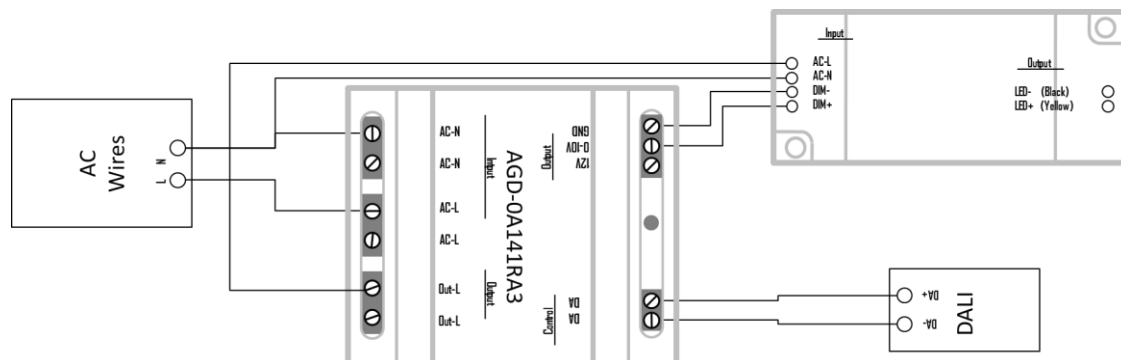 AC
Wires
N
L
AC-N
AC-N
Input
AC-L
AC-L
Out-L
Output
Out-L
AGD-0A141RA3
GND
0-10V
Output
12V
DA
DA
Control
Input
AC-L
AC-N
DIM-
DIM+
Output
LED- (Black)
LED+ (Yellow)
DA+
DA-
DALI